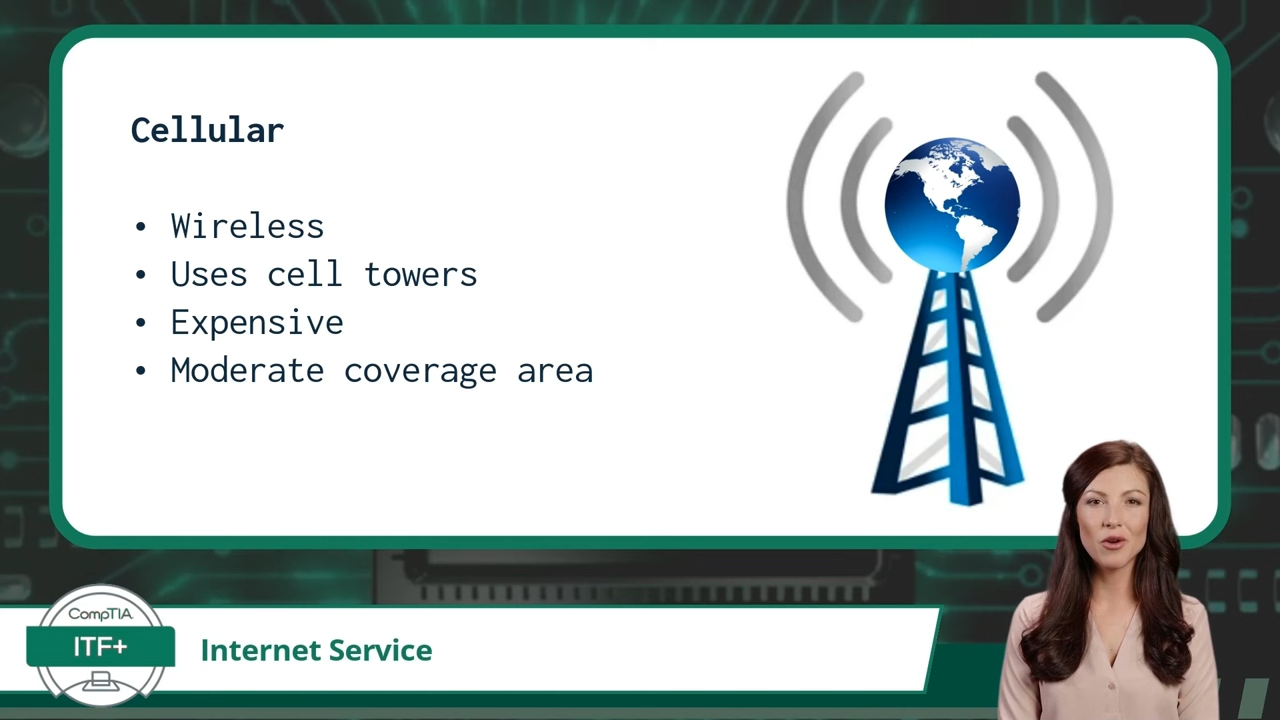 Cellular
• Wireless
• Uses cell towers
• Expensive
• Moderate coverage area
CompTIA
ITF+
Internet Service